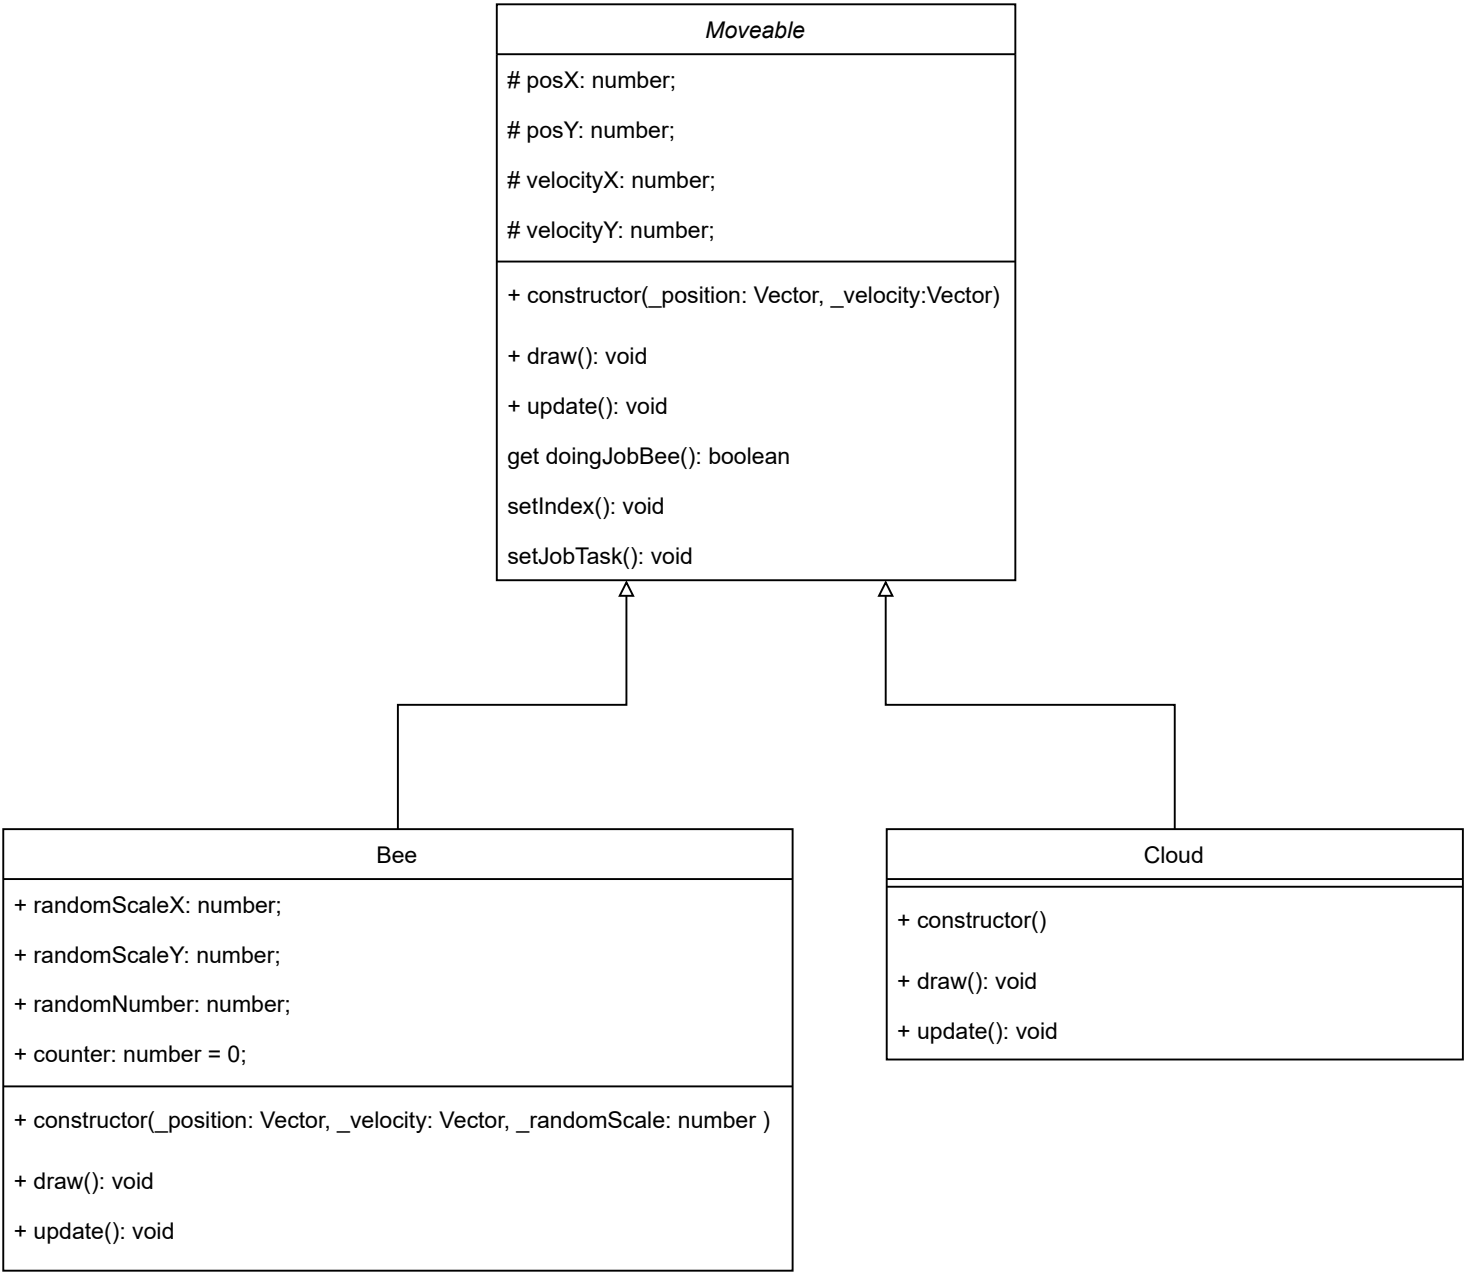 Moveable
# posX: number;
# posY: number;
# velocityX: number;
# velocityY: number;
+ constructor(_position: Vector, _velocity:Vector)
+ draw(): void
+ update(): void
get doingJobBee(): boolean
setIndex(): void
setJobTask(): void
Bee
+ randomScaleX: number;
+ randomScaleY: number;
+ randomNumber: number;
+ counter: number = 0;
+ constructor(_position: Vector, _velocity: Vector, _randomScale: number )
+ draw(): void
+ update(): void
Cloud
+ constructor()
+ draw(): void
+ update(): void